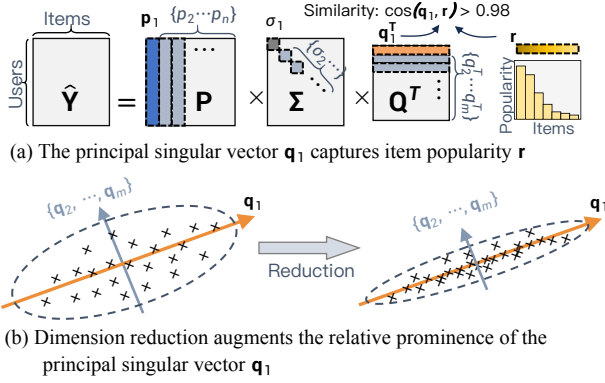 Items
Users
Ŷ
=
p₁
{p₂⋯pₙ}
⋯
P
×
σ₁
{σ₂⋯}
Σ
×
Similarity: cos(q₁, r) > 0.98
q₁ᵀ
Qᵀ
{q₂ᵀ⋯qₘᵀ}
r
Popularity
Items
(a) The principal singular vector q₁ captures item popularity r
{q₂, ⋯, qₘ}
q₁
Reduction
{q₂, ⋯, qₘ}
q₁
(b) Dimension reduction augments the relative prominence of the
principal singular vector q₁